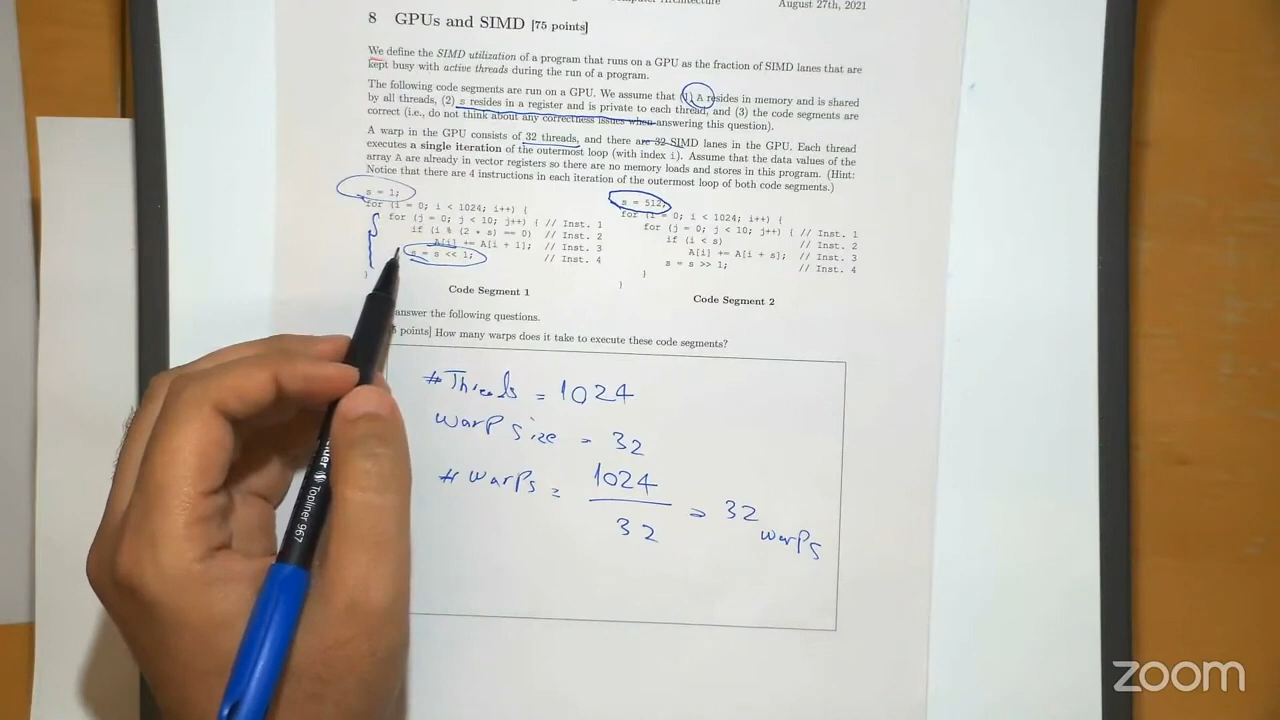 Computer Architecture
August 27th, 2021
8 GPUs and SIMD [75 points]
We define the SIMD utilization of a program that runs on a GPU as the fraction of SIMD lanes that are
kept busy with active threads during the run of a program.
The following code segments are run on a GPU. We assume that (1) A resides in memory and is shared
by all threads, (2) s resides in a register and is private to each thread, and (3) the code segments are
correct (i.e., do not think about any correctness issues when answering this question).
A warp in the GPU consists of 32 threads, and there are 32 SIMD lanes in the GPU. Each thread
executes a single iteration of the outermost loop (with index i). Assume that the data values of the
array A are already in vector registers so there are no memory loads and stores in this program. (Hint:
Notice that there are 4 instructions in each iteration of the outermost loop of both code segments.)
s = 1;
for (i = 0; i < 1024; i++) {
for (j = 0; j < 10; j++) { // Inst. 1
if (i % (2 * s) == 0) // Inst. 2
A[i] += A[i + 1]; // Inst. 3
s = s << 1; // Inst. 4
}
Code Segment 1
s = 512;
for (i = 0; i < 1024; i++) {
for (j = 0; j < 10; j++) { // Inst. 1
if (i < s) // Inst. 2
A[i] += A[i + s]; // Inst. 3
s = s >> 1; // Inst. 4
}
}
Code Segment 2
answer the following questions.
points] How many warps does it take to execute these code segments?
# Threads = 1024
warp size = 32
# warps = 1024 / 32 = 32 warps
Topliner 967
zoom